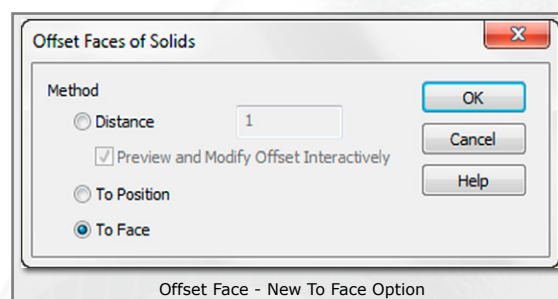 Offset Faces of Solids
Method
Distance 1
Preview and Modify Offset Interactively
To Position
To Face
OK
Cancel
Help
Offset Face - New To Face Option